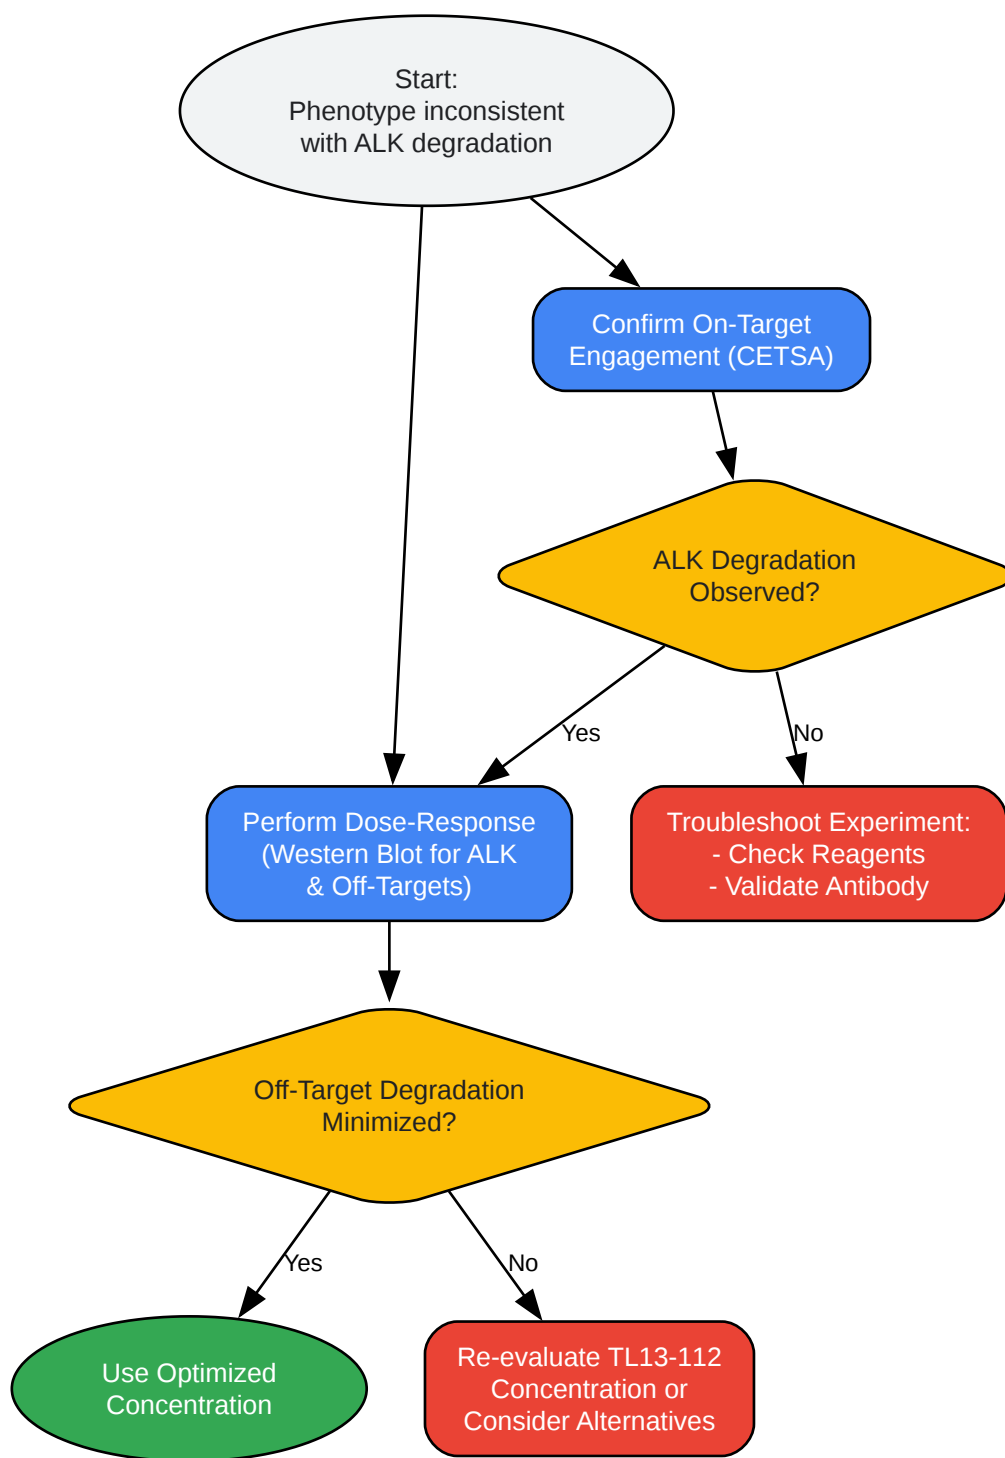 Start:
Phenotype inconsistent
with ALK degradation
Confirm On-Target
Engagement (CETSA)
ALK Degradation
Observed?
Yes
No
Perform Dose-Response
(Western Blot for ALK
& Off-Targets)
Troubleshoot Experiment:
- Check Reagents
- Validate Antibody
Off-Target Degradation
Minimized?
Yes
No
Use Optimized
Concentration
Re-evaluate TL13-112
Concentration or
Consider Alternatives